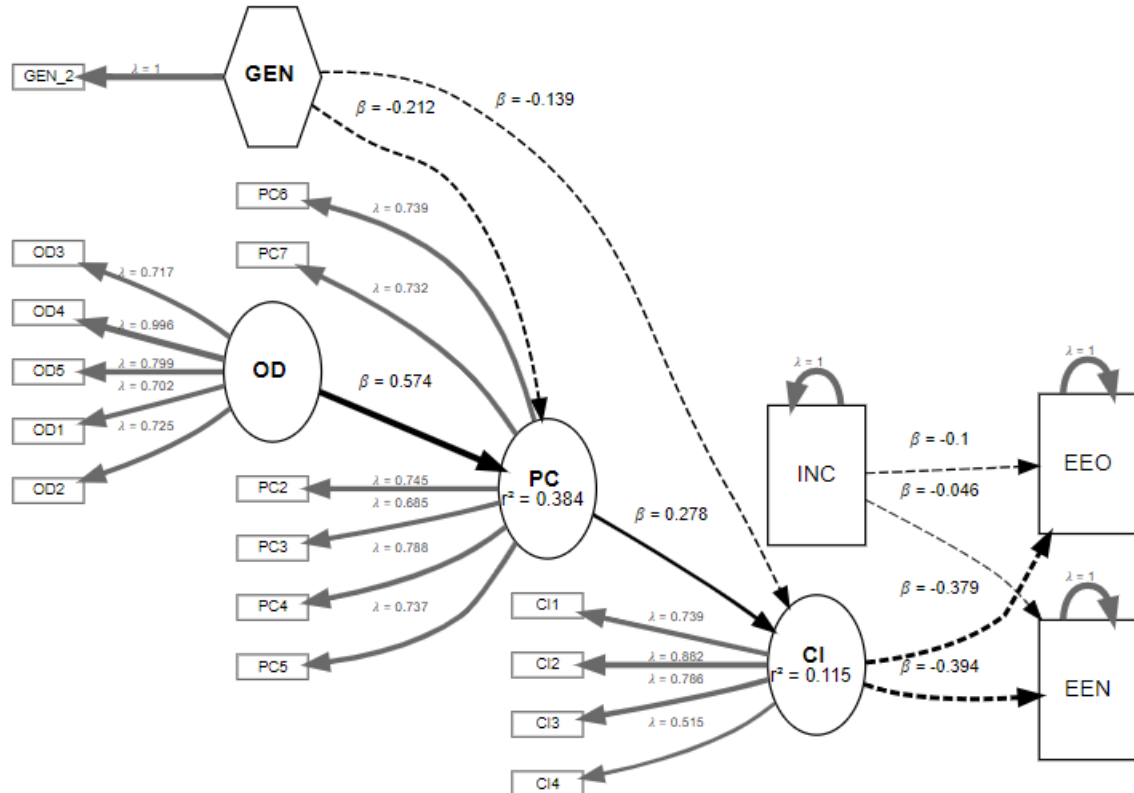 GEN_2
λ = 1
GEN
β = -0.212
β = -0.139
PC6
λ = 0.739
PC7
λ = 0.732
OD3
λ = 0.717
OD4
λ = 0.996
OD5
λ = 0.799
OD1
λ = 0.702
OD2
λ = 0.725
OD
β = 0.574
PC
r² = 0.384
PC2
λ = 0.745
PC3
λ = 0.685
PC4
λ = 0.788
PC5
λ = 0.737
β = 0.278
CI1
λ = 0.739
CI2
λ = 0.882
CI3
λ = 0.786
CI4
λ = 0.515
CI
r² = 0.115
λ = 1
INC
β = -0.1
β = -0.046
λ = 1
EEO
β = -0.379
β = -0.394
λ = 1
EEN